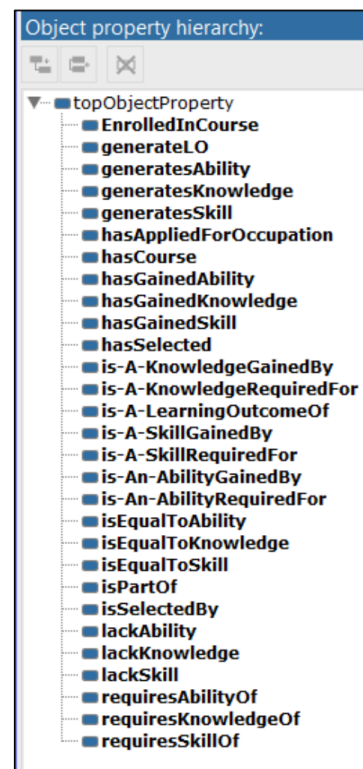 Object property hierarchy:
topObjectProperty
EnrolledInCourse
generateLO
generatesAbility
generatesKnowledge
generatesSkill
hasAppliedForOccupation
hasCourse
hasGainedAbility
hasGainedKnowledge
hasGainedSkill
hasSelected
is-A-KnowledgeGainedBy
is-A-KnowledgeRequiredFor
is-A-LearningOutcomeOf
is-A-SkillGainedBy
is-A-SkillRequiredFor
is-An-AbilityGainedBy
is-An-AbilityRequiredFor
isEqualToAbility
isEqualToKnowledge
isEqualToSkill
isPartOf
isSelectedBy
lackAbility
lackKnowledge
lackSkill
requiresAbilityOf
requiresKnowledgeOf
requiresSkillOf